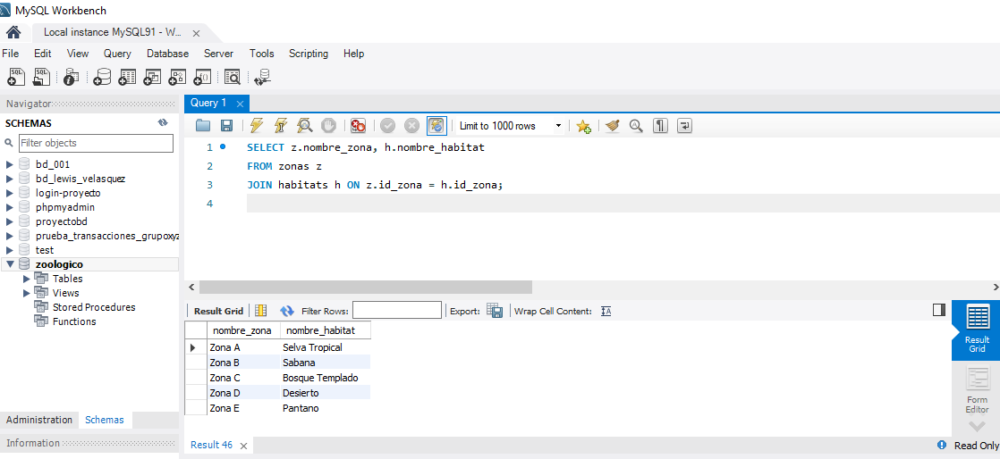 MySQL Workbench
Local instance MySQL91 - W... ×
File Edit View Query Database Server Tools Scripting Help
Navigator
SCHEMAS
Filter objects
bd_001
bd_lewis_velasquez
login-proyecto
phpmyadmin
proyectobd
prueba_transacciones_grupoxyz
test
zoologico
Tables
Views
Stored Procedures
Functions
Administration Schemas
Information
Query 1 ×
Limit to 1000 rows
1 SELECT z.nombre_zona, h.nombre_habitat
2 FROM zonas z
3 JOIN habitats h ON z.id_zona = h.id_zona;
4
Result Grid Filter Rows: Export: Wrap Cell Content:
nombre_zona nombre_habitat
Zona A Selva Tropical
Zona B Sabana
Zona C Bosque Templado
Zona D Desierto
Zona E Pantano
Result
Grid
Form
Editor
Result 46 ×
Read Only